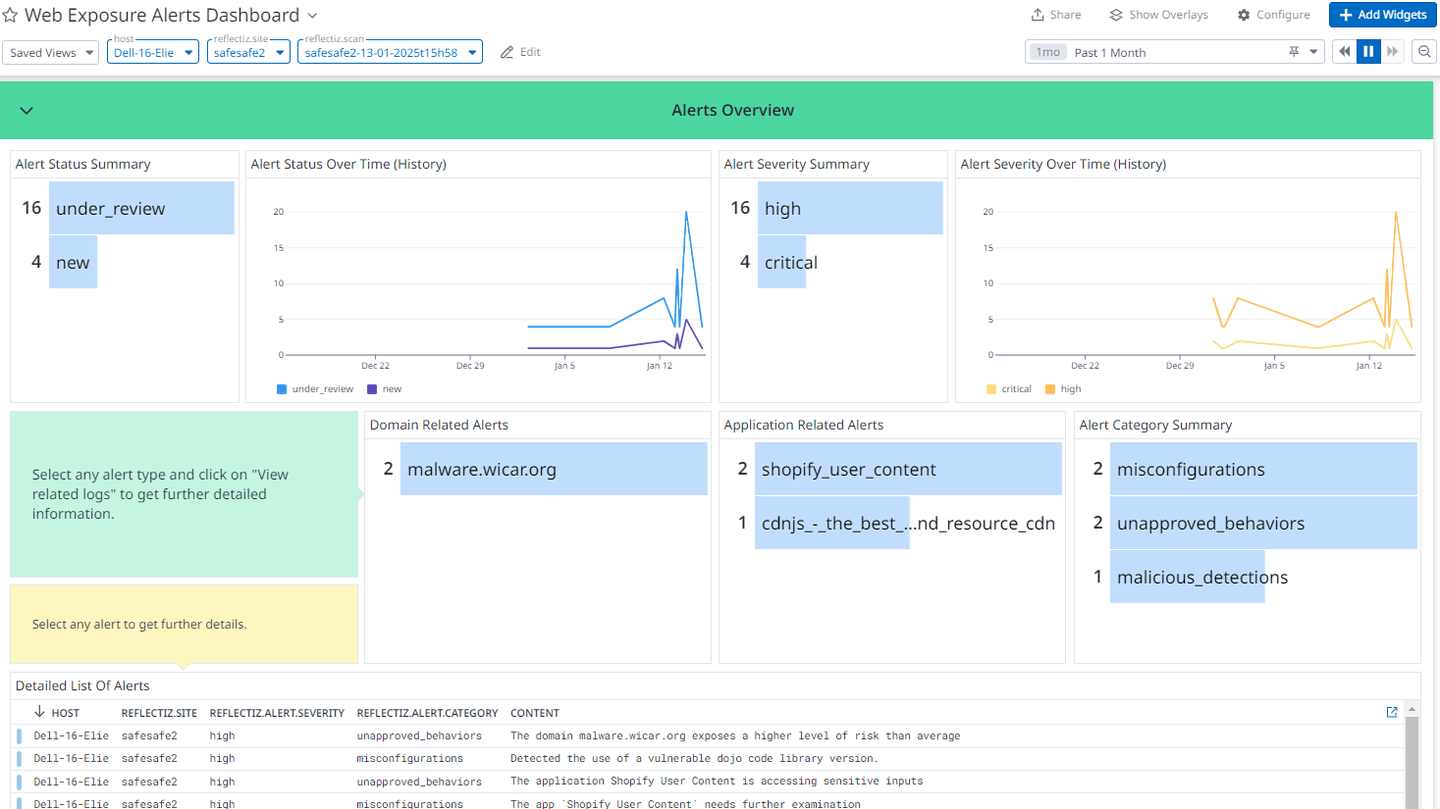 Web Exposure Alerts Dashboard
Share
Show Overlays
Configure
Add Widgets
Saved Views
host
Dell-16-Elie
reflectiz.site
safesafe2
reflectiz.scan
safesafe2-13-01-2025t15h58
Edit
1mo Past 1 Month
Alerts Overview
Alert Status Summary
16 under_review
4 new
Alert Status Over Time (History)
20
15
10
5
0
Dec 22 Dec 29 Jan 5 Jan 12
under_review new
Alert Severity Summary
16 high
4 critical
Alert Severity Over Time (History)
20
15
10
5
0
Dec 22 Dec 29 Jan 5 Jan 12
critical high
Select any alert type and click on "View
related logs" to get further detailed
information.
Select any alert to get further details.
Domain Related Alerts
2 malware.wicar.org
Application Related Alerts
2 shopify_user_content
1 cdnjs_-_the_best_...nd_resource_cdn
Alert Category Summary
2 misconfigurations
2 unapproved_behaviors
1 malicious_detections
Detailed List Of Alerts
HOST REFLECTIZ.SITE REFLECTIZ.ALERT.SEVERITY REFLECTIZ.ALERT.CATEGORY CONTENT
Dell-16-Elie safesafe2 high unapproved_behaviors The domain malware.wicar.org exposes a higher level of risk than average
Dell-16-Elie safesafe2 high misconfigurations Detected the use of a vulnerable dojo code library version.
Dell-16-Elie safesafe2 high unapproved_behaviors The application Shopify User Content is accessing sensitive inputs
Dell-16-Elie safesafe2 high misconfigurations The app `Shopify User Content` needs further examination